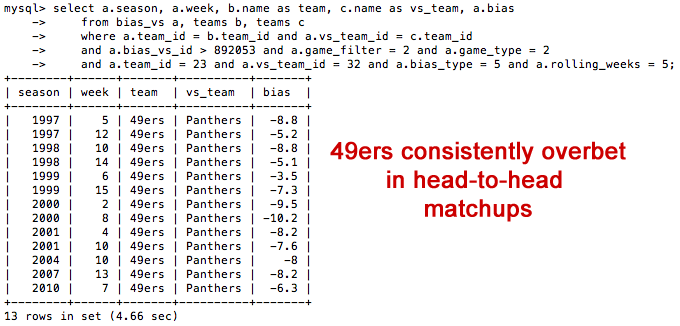 mysql> select a.season, a.week, b.name as team, c.name as vs_team, a.bias
    -> from bias_vs a, teams b, teams c
    -> where a.team_id = b.team_id and a.vs_team_id = c.team_id
    -> and a.bias_vs_id > 892053 and a.game_filter = 2 and a.game_type = 2
    -> and a.team_id = 23 and a.vs_team_id = 32 and a.bias_type = 5 and a.rolling_weeks = 5;
+--------+------+-------+----------+-------+
| season | week | team  | vs_team  | bias  |
+--------+------+-------+----------+-------+
|   1997 |    5 | 49ers | Panthers |  -8.8 |
|   1997 |   12 | 49ers | Panthers |  -5.2 |
|   1998 |   10 | 49ers | Panthers |  -8.8 |
|   1998 |   14 | 49ers | Panthers |  -5.1 |
|   1999 |    6 | 49ers | Panthers |  -3.5 |
|   1999 |   15 | 49ers | Panthers |  -7.3 |
|   2000 |    2 | 49ers | Panthers |  -9.5 |
|   2000 |    8 | 49ers | Panthers | -10.2 |
|   2001 |    4 | 49ers | Panthers |  -8.2 |
|   2001 |   10 | 49ers | Panthers |  -7.6 |
|   2004 |   10 | 49ers | Panthers |    -8 |
|   2007 |   13 | 49ers | Panthers |  -8.2 |
|   2010 |    7 | 49ers | Panthers |  -6.3 |
+--------+------+-------+----------+-------+
13 rows in set (4.66 sec)
49ers consistently overbet
in head-to-head
matchups